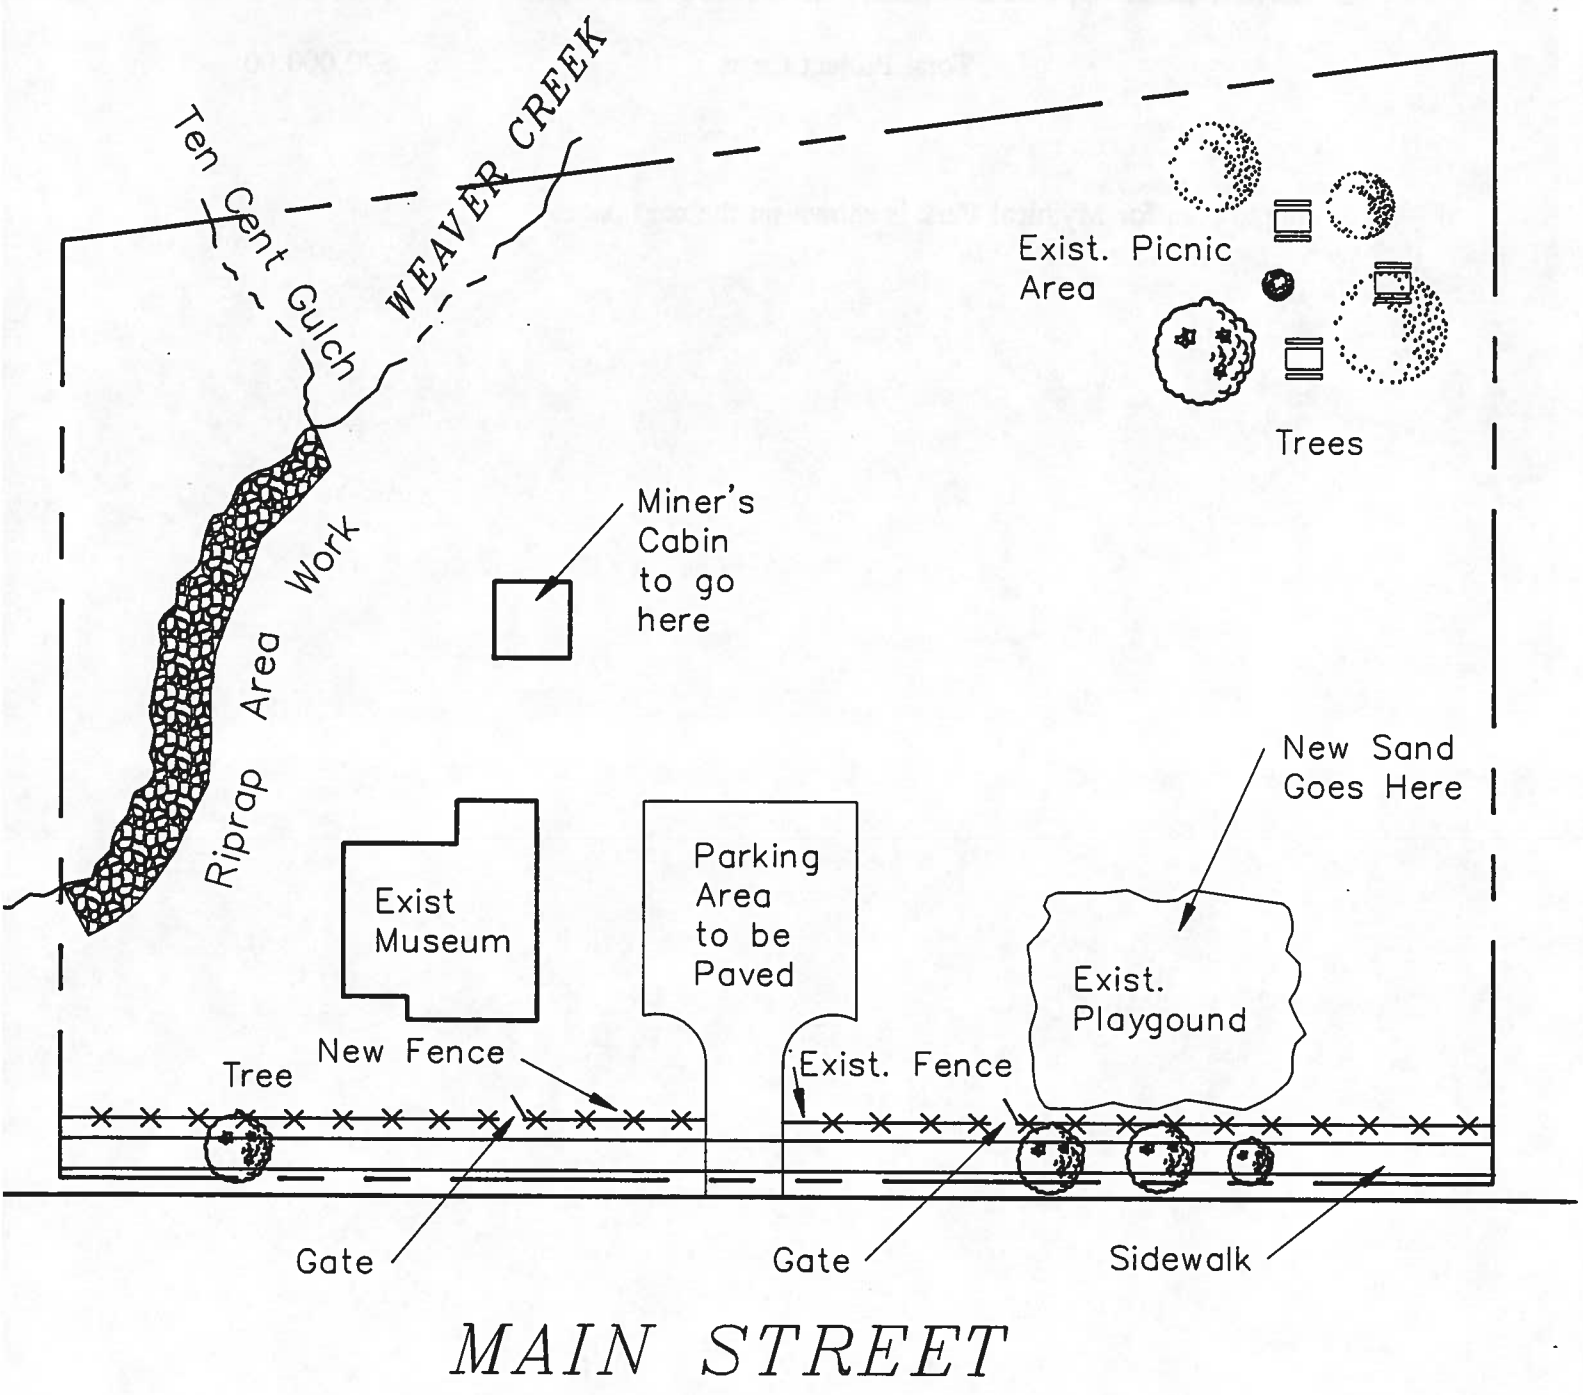 Ten Cent Gulch
WEAVER CREEK
Exist. Picnic
Area
Trees
Miner's
Cabin
to go
here
Riprap Area Work
New Sand
Goes Here
Parking
Area
to be
Paved
Exist
Museum
Exist.
Playgound
New Fence
Exist. Fence
Tree
Gate
Gate
Sidewalk
MAIN STREET